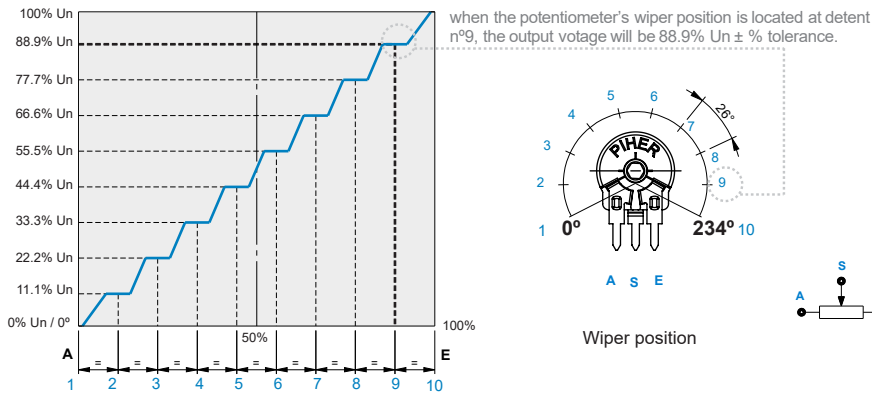 100% Un
88.9% Un
77.7% Un
66.6% Un
55.5% Un
44.4% Un
33.3% Un
22.2% Un
11.1% Un
0% Un / 0º
50%
100%
A
E
= = = = = = = = =
1 2 3 4 5 6 7 8 9 10
when the potentiometer's wiper position is located at detent
nº9, the output votage will be 88.9% Un ± % tolerance.
1
2
3
4
5
6
7
8
9
10
26°
PIHER
0º
234º
A S E
Wiper position
A
S